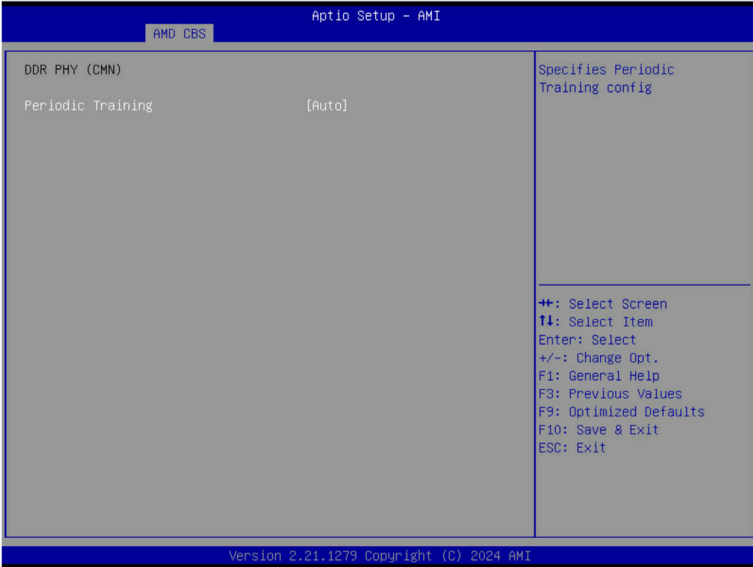 Aptio Setup – AMI
AMD CBS
DDR PHY (CMN)
Periodic Training [Auto]
Specifies Periodic
Training config
→←: Select Screen
↑↓: Select Item
Enter: Select
+/-: Change Opt.
F1: General Help
F3: Previous Values
F9: Optimized Defaults
F10: Save & Exit
ESC: Exit
Version 2.21.1279 Copyright (C) 2024 AMI